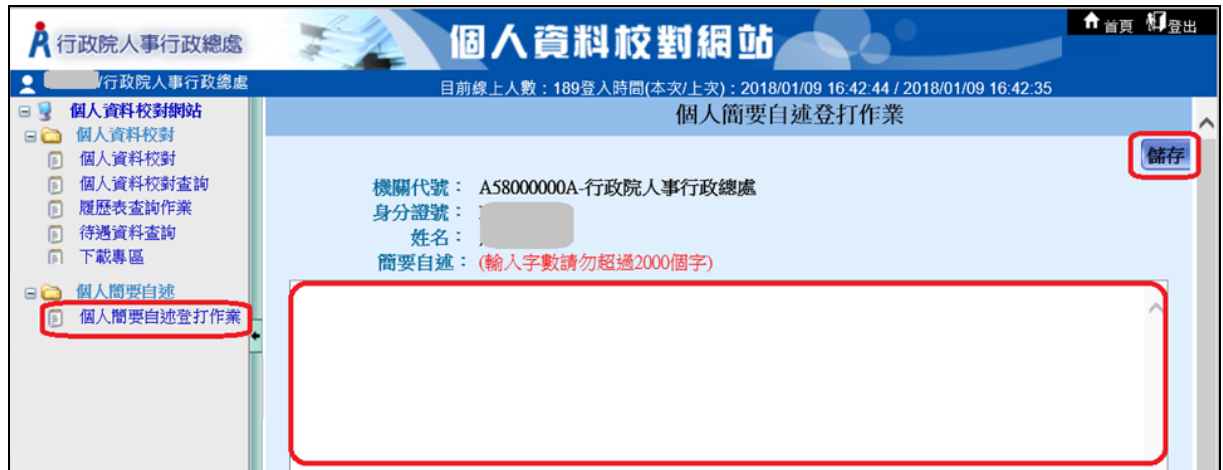 行政院人事行政總處
個人資料校對網站
首頁 登出
/行政院人事行政總處
目前線上人數：189登入時間(本次/上次)：2018/01/09 16:42:44 / 2018/01/09 16:42:35
個人資料校對網站
個人資料校對
個人資料校對
個人資料校對查詢
履歷表查詢作業
待遇資料查詢
下載專區
個人簡要自述
個人簡要自述登打作業
個人簡要自述登打作業
儲存
機關代號： A58000000A-行政院人事行政總處
身分證號：
姓名：
簡要自述： (輸入字數請勿超過2000個字)